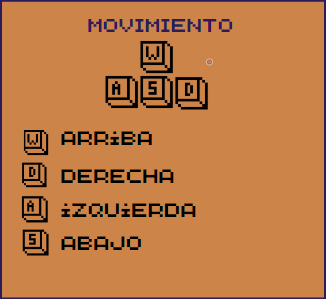 MOVIMIENTO
W
A S D
W ARRiBA
D DERECHA
A iZQUiERDA
S ABAJO